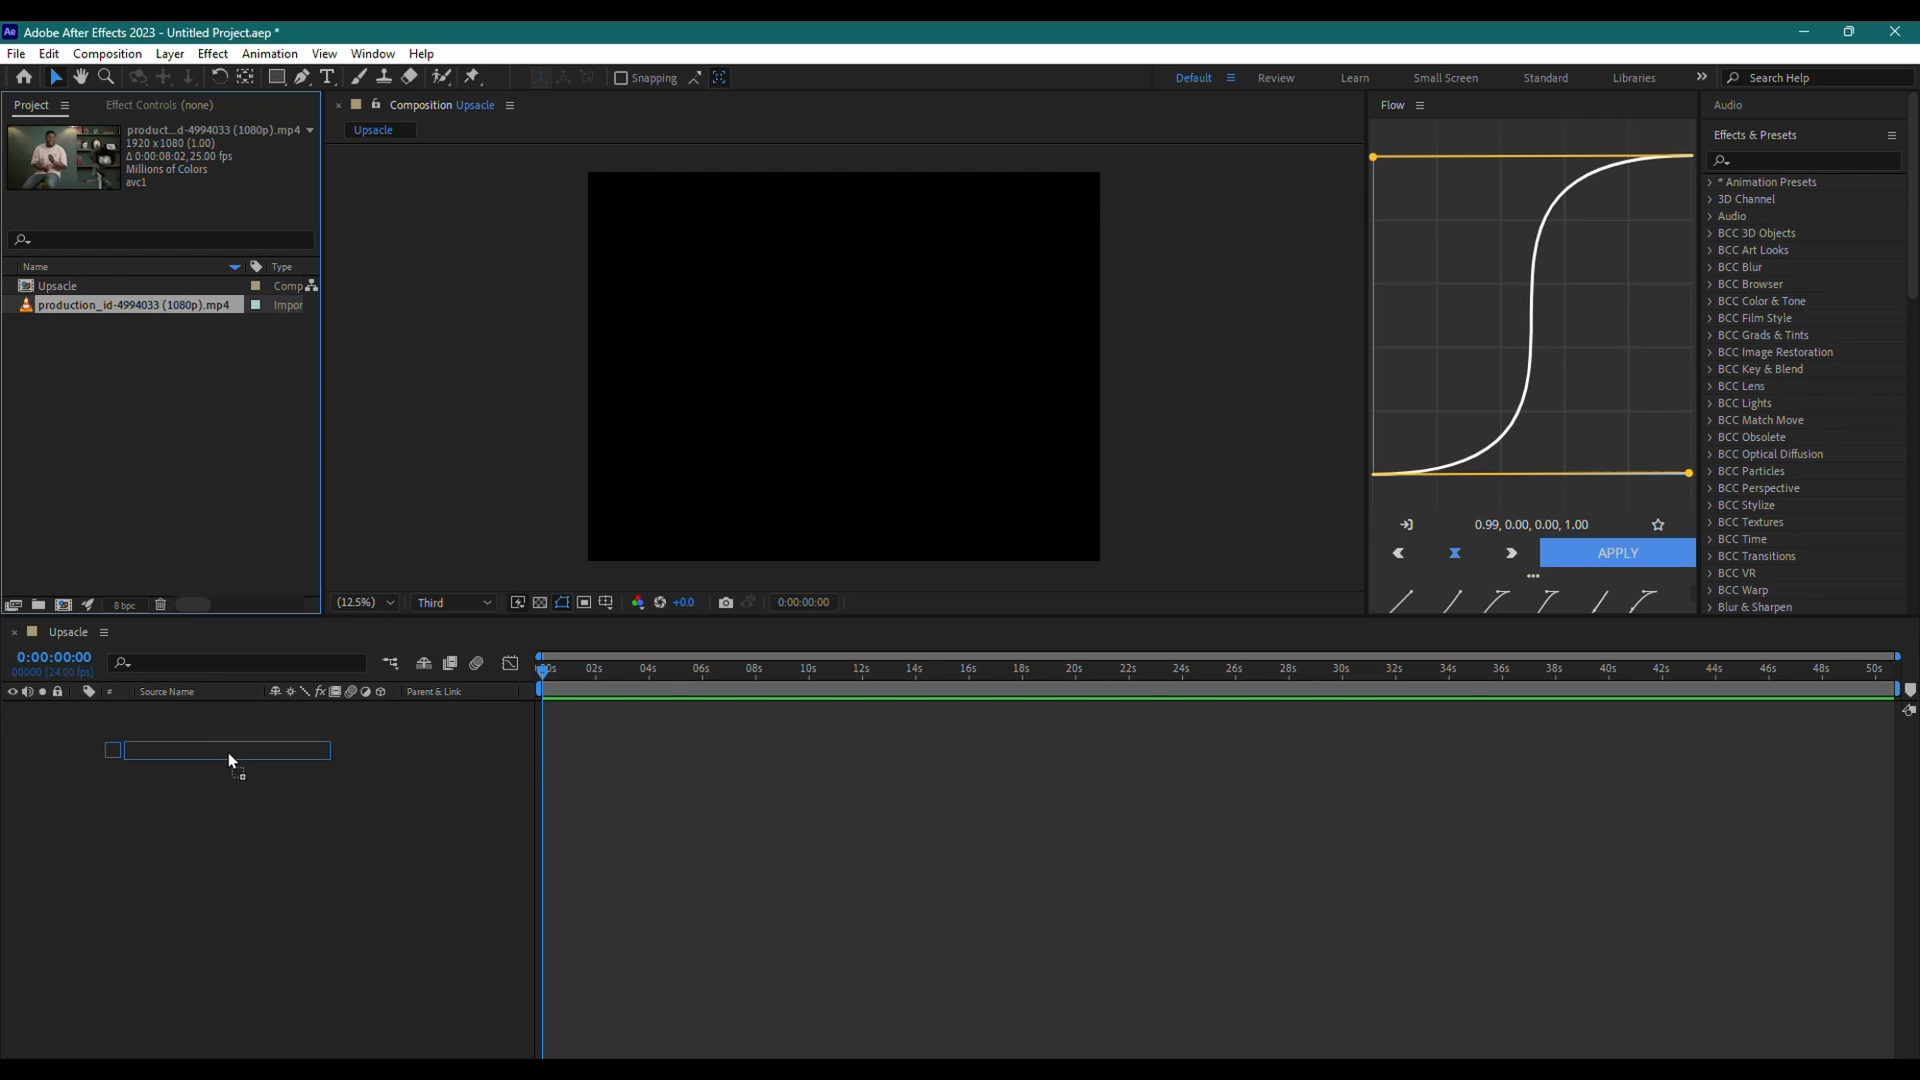 Ae Adobe After Effects 2023 - Untitled Project.aep *
File Edit Composition Layer Effect Animation View Window Help
Snapping
Default Review Learn Small Screen Standard Libraries Search Help
Project Effect Controls (none)
product...d-4994033 (1080p).mp4
1920 x 1080 (1.00)
Δ 0:00:08:02, 25.00 fps
Millions of Colors
avc1
Name Type
Upsacle Comp
production_id-4994033 (1080p).mp4 Impor
8 bpc
Composition Upsacle
Upsacle
(12.5%) Third +0.0 0:00:00:00
Flow
0.99, 0.00, 0.00, 1.00
APPLY
Audio
Effects & Presets
* Animation Presets
3D Channel
Audio
BCC 3D Objects
BCC Art Looks
BCC Blur
BCC Browser
BCC Color & Tone
BCC Film Style
BCC Grads & Tints
BCC Image Restoration
BCC Key & Blend
BCC Lens
BCC Lights
BCC Match Move
BCC Obsolete
BCC Optical Diffusion
BCC Particles
BCC Perspective
BCC Stylize
BCC Textures
BCC Time
BCC Transitions
BCC VR
BCC Warp
Blur & Sharpen
Upsacle
0:00:00:00
00000 (24.00 fps)
# Source Name fx Parent & Link
02s 04s 06s 08s 10s 12s 14s 16s 18s 20s 22s 24s 26s 28s 30s 32s 34s 36s 38s 40s 42s 44s 46s 48s 50s